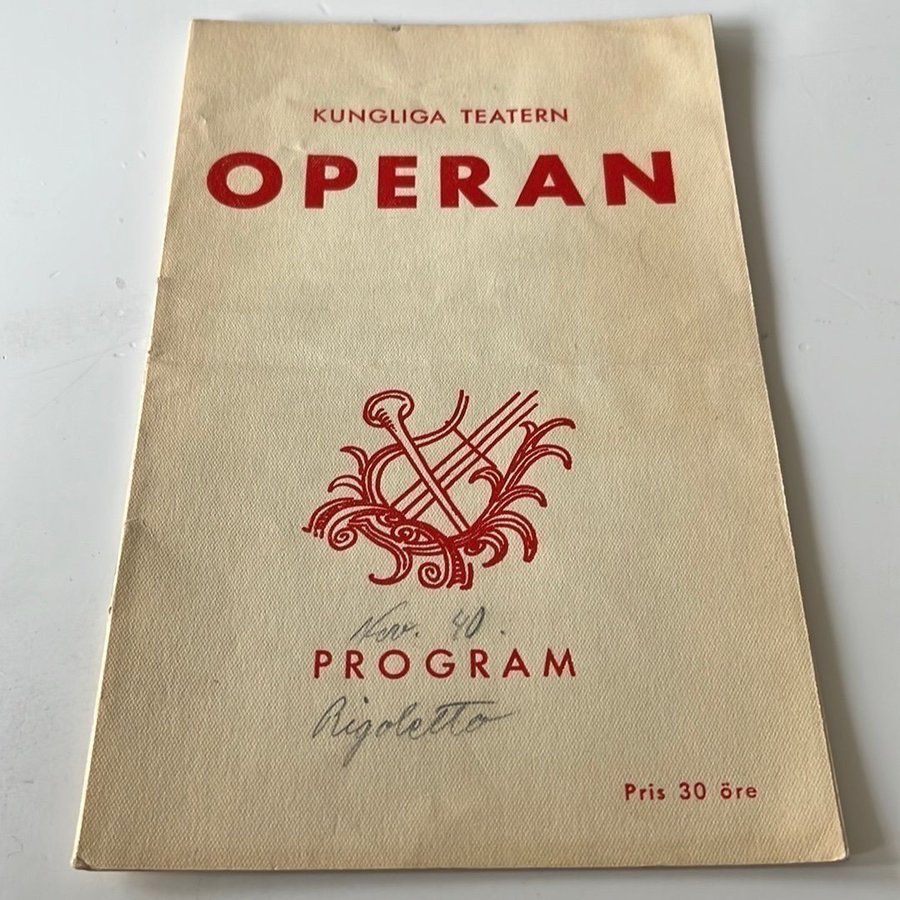 KUNGLIGA TEATERN
OPERAN
Nov. 40.
PROGRAM
Rigoletto
Pris 30 öre